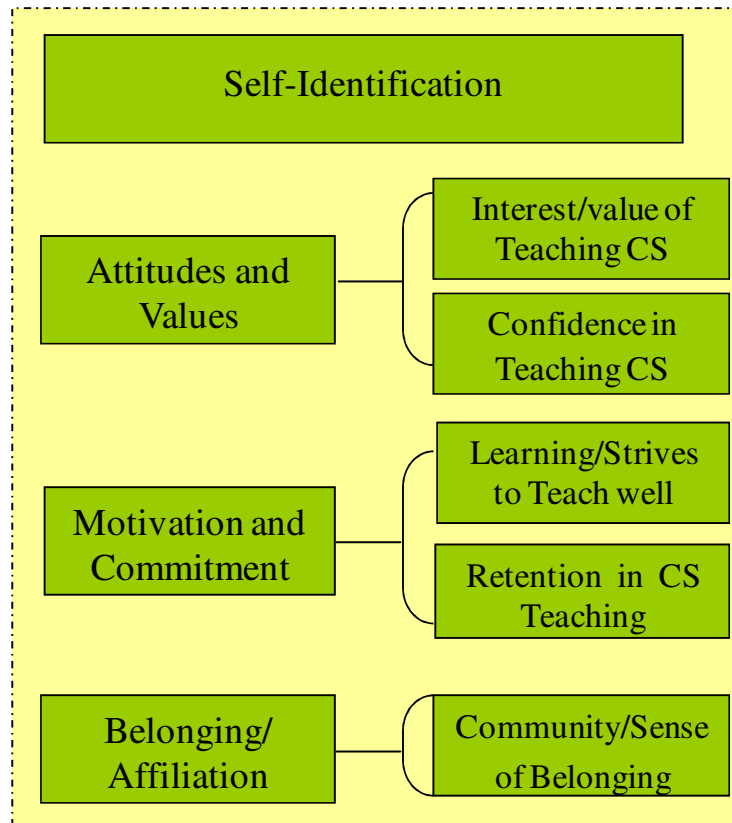 Self-Identification
Attitudes and
Values
Interest/value of
Teaching CS
Confidence in
Teaching CS
Motivation and
Commitment
Learning/Strives
to Teach well
Retention in CS
Teaching
Belonging/
Affiliation
Community/Sense
of Belonging